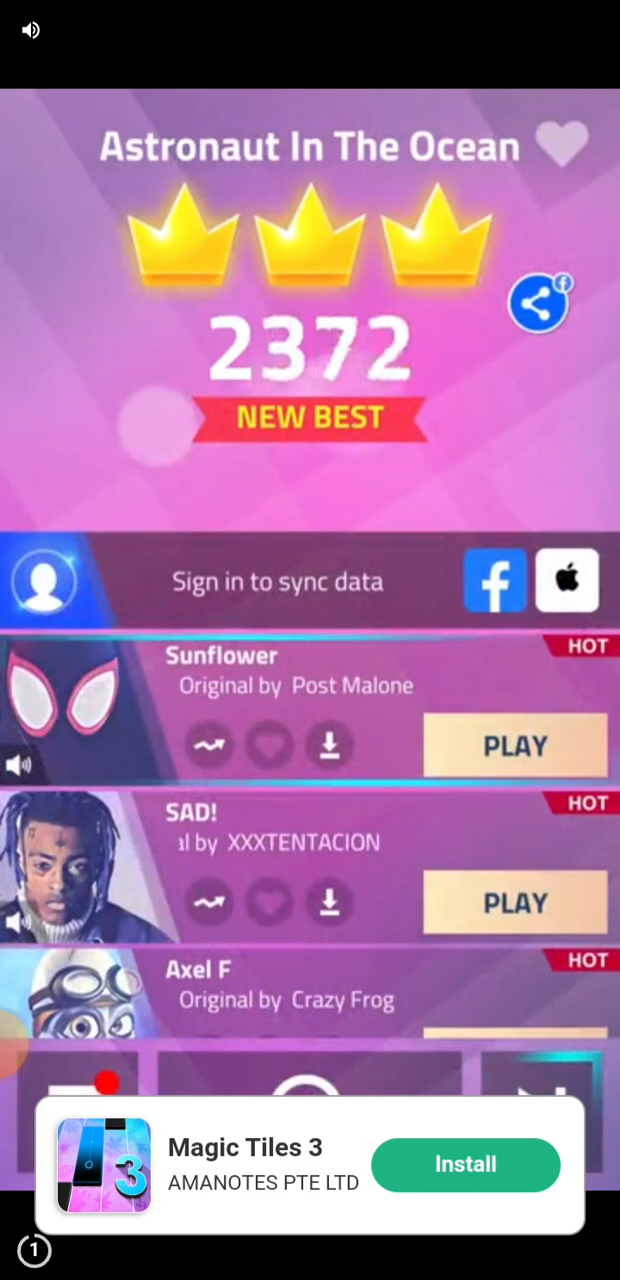 Astronaut In The Ocean
f
2372
NEW BEST
Sign in to sync data
f
HOT
Sunflower
Original by Post Malone
PLAY
HOT
SAD!
al by XXXTENTACION
PLAY
HOT
Axel F
Original by Crazy Frog
3
Magic Tiles 3
AMANOTES PTE LTD
Install
1